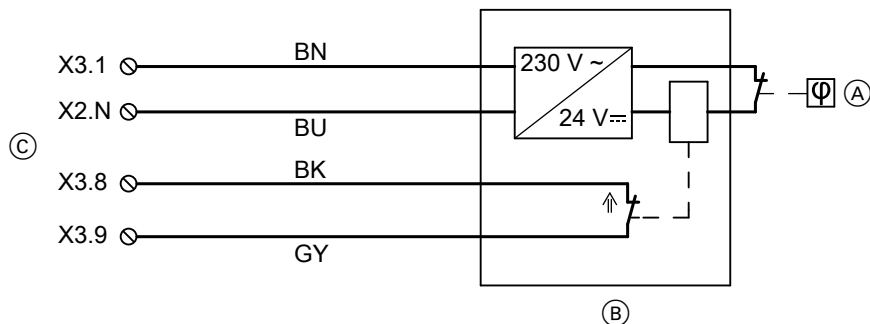 X3.1 BN 230 V ~
X2.N BU 24 V⎓ φ Ⓐ
Ⓒ
X3.8 BK
X3.9 GY
Ⓑ